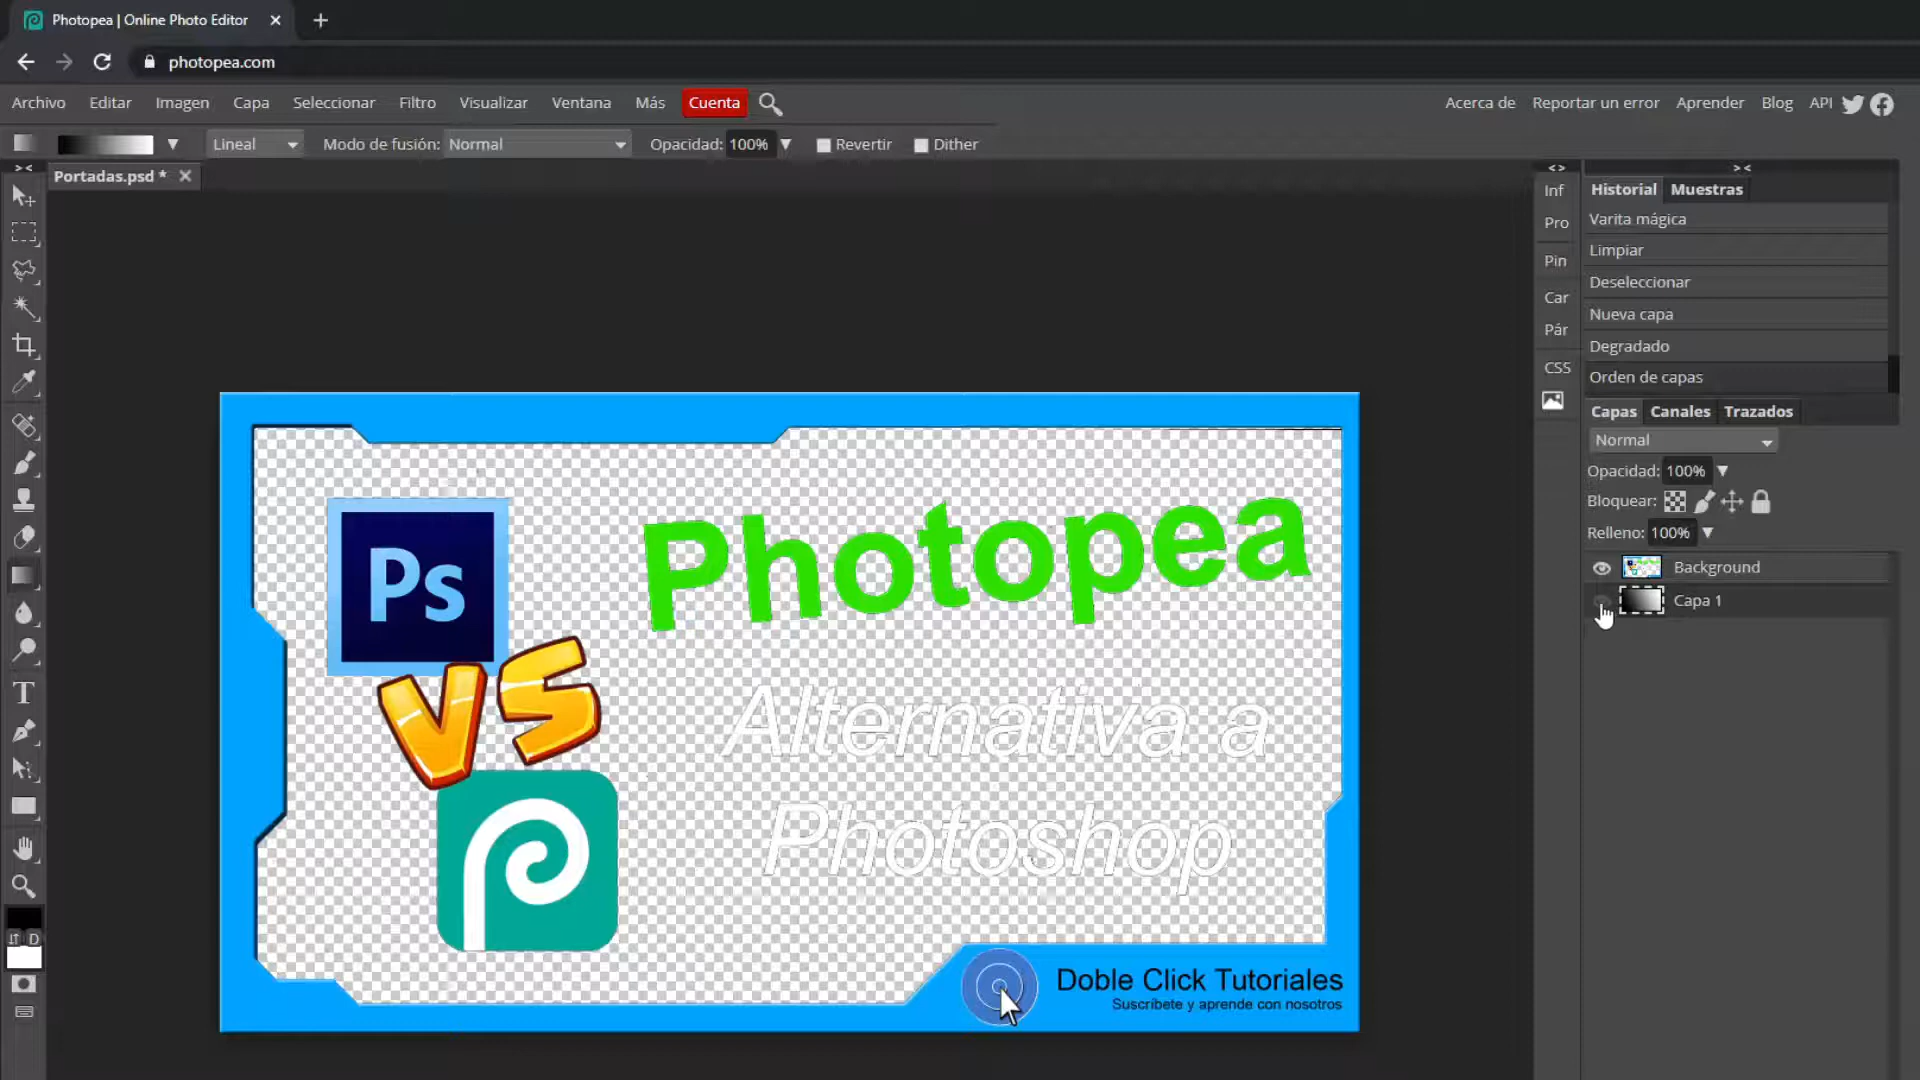 Photopea | Online Photo Editor
photopea.com
Archivo Editar Imagen Capa Seleccionar Filtro Visualizar Ventana Más Cuenta Acerca de Reportar un error Aprender Blog API
Lineal Modo de fusión: Normal Opacidad: 100% Revertir Dither
Portadas.psd *
Inf
Pro
Pin
Car
Pár
CSS
Historial Muestras
Varita mágica
Limpiar
Deseleccionar
Nueva capa
Degradado
Orden de capas
Capas Canales Trazados
Normal
Opacidad: 100%
Bloquear:
Relleno: 100%
Background
Capa 1
T
D
Ps
VS
Photopea
Alternativa a
Photoshop
Doble Click Tutoriales
Suscríbete y aprende con nosotros